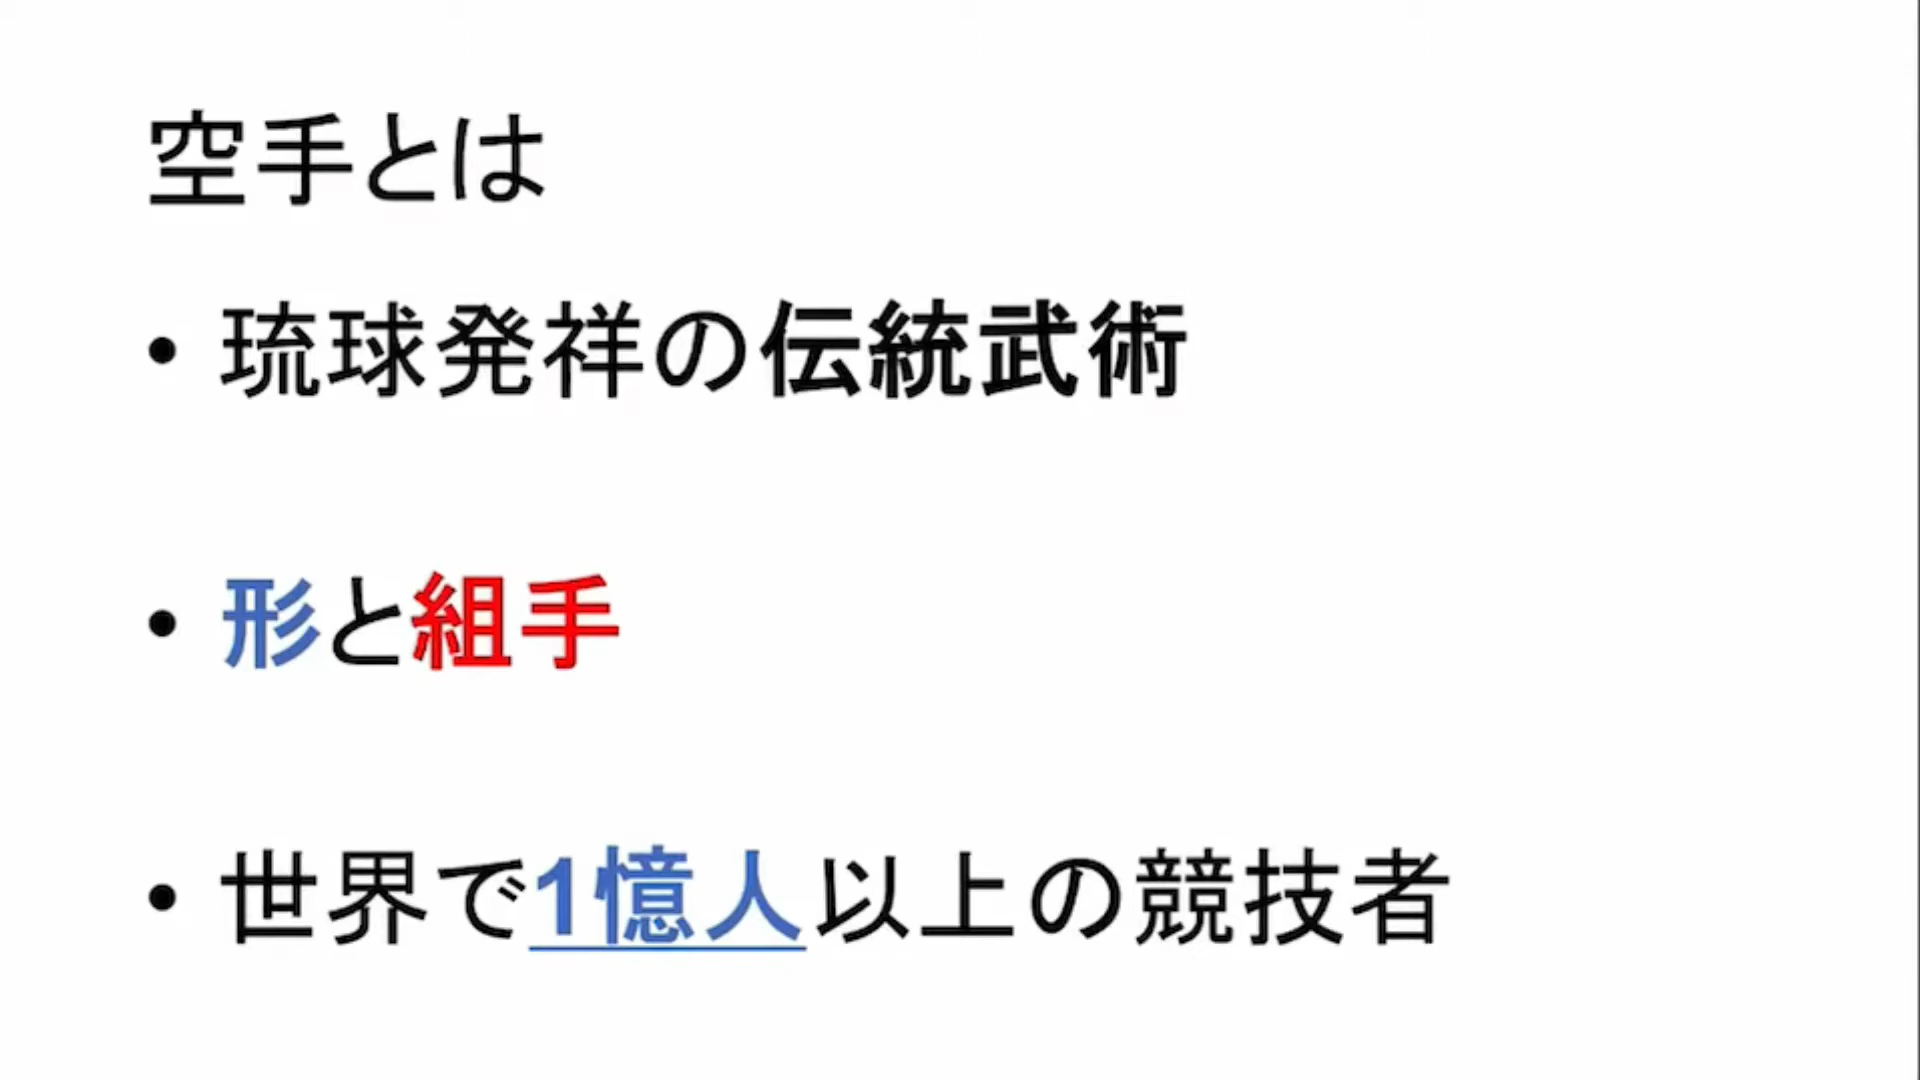 空手とは
• 琉球発祥の伝統武術
• 形と組手
• 世界で1憶人以上の競技者